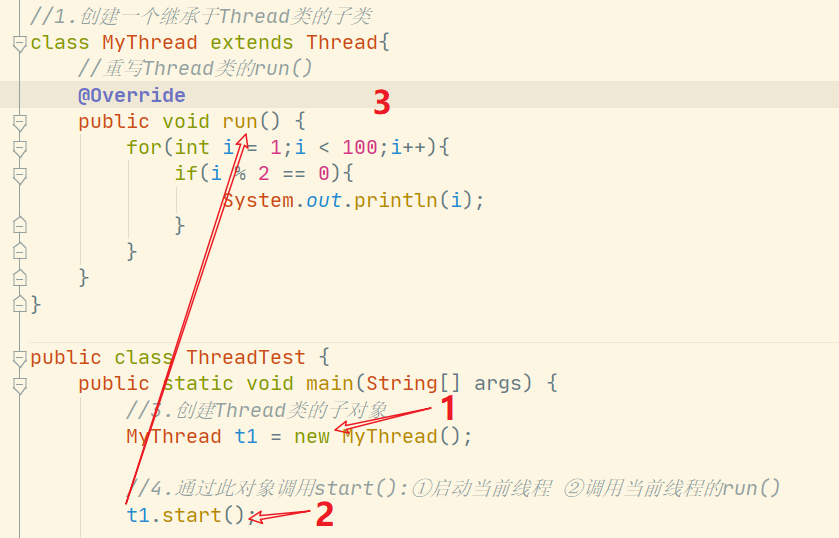 //1.创建一个继承于Thread类的子类
class MyThread extends Thread{
//重写Thread类的run()
@Override
3
public void run() {
for(int i = 1;i < 100;i++){
if(i % 2 == 0){
System.out.println(i);
}
}
}
}
public class ThreadTest {
public static void main(String[] args) {
//3.创建Thread类的子对象
1
MyThread t1 = new MyThread();
//4.通过此对象调用start():①启动当前线程 ②调用当前线程的run()
t1.start();
2